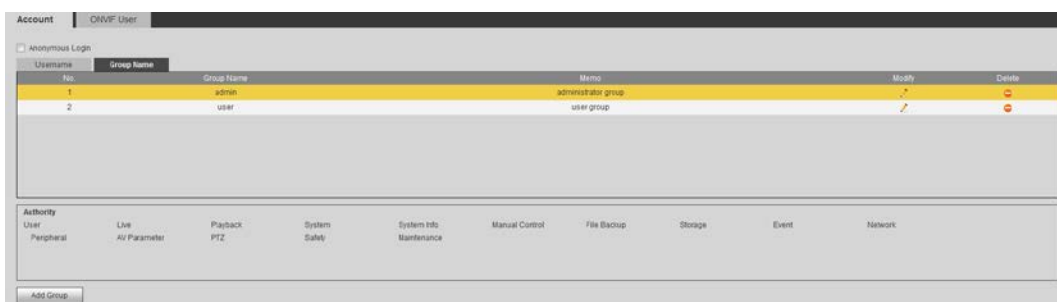 Account ONVIF User
Anonymous Login
Username Group Name
No. Group Name Memo Modify Delete
1 admin administrator group
2 user user group
Authority
User Live Playback System System Info Manual Control File Backup Storage Event Network
Peripheral AV Parameter PTZ Safety Maintenance
Add Group